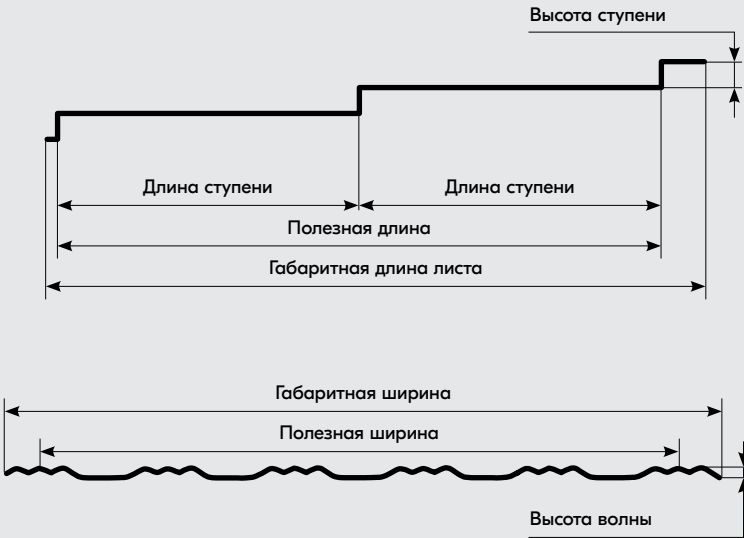 Высота ступени
Длина ступени
Длина ступени
Полезная длина
Габаритная длина листа
Габаритная ширина
Полезная ширина
Высота волны